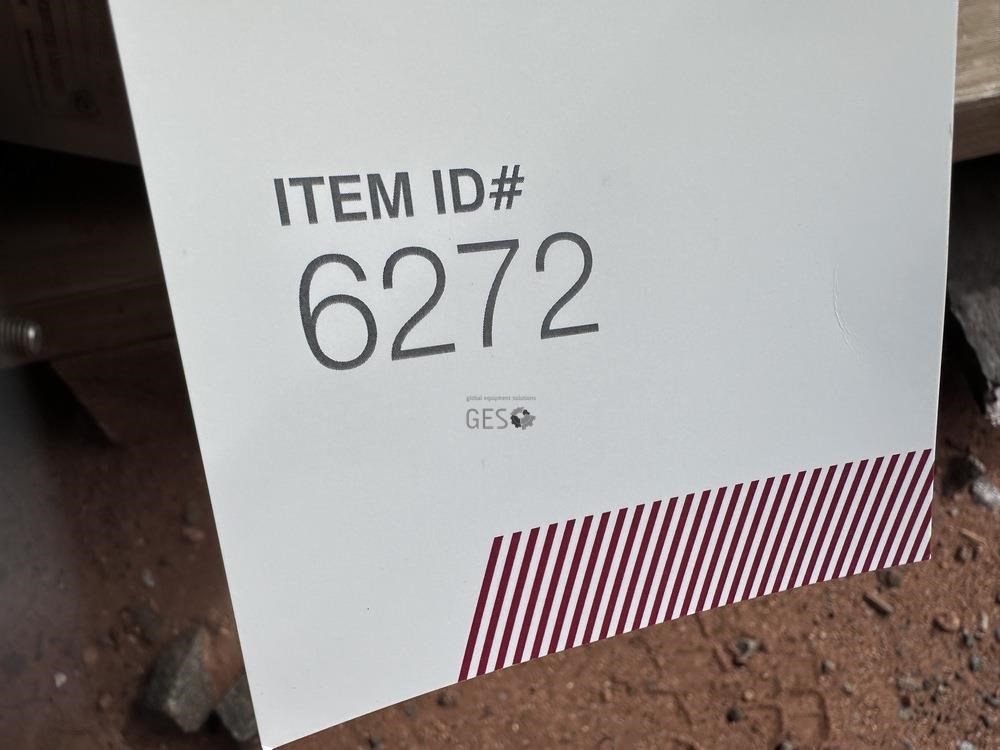 ITEM ID#
6272
global equipment solutions
GES